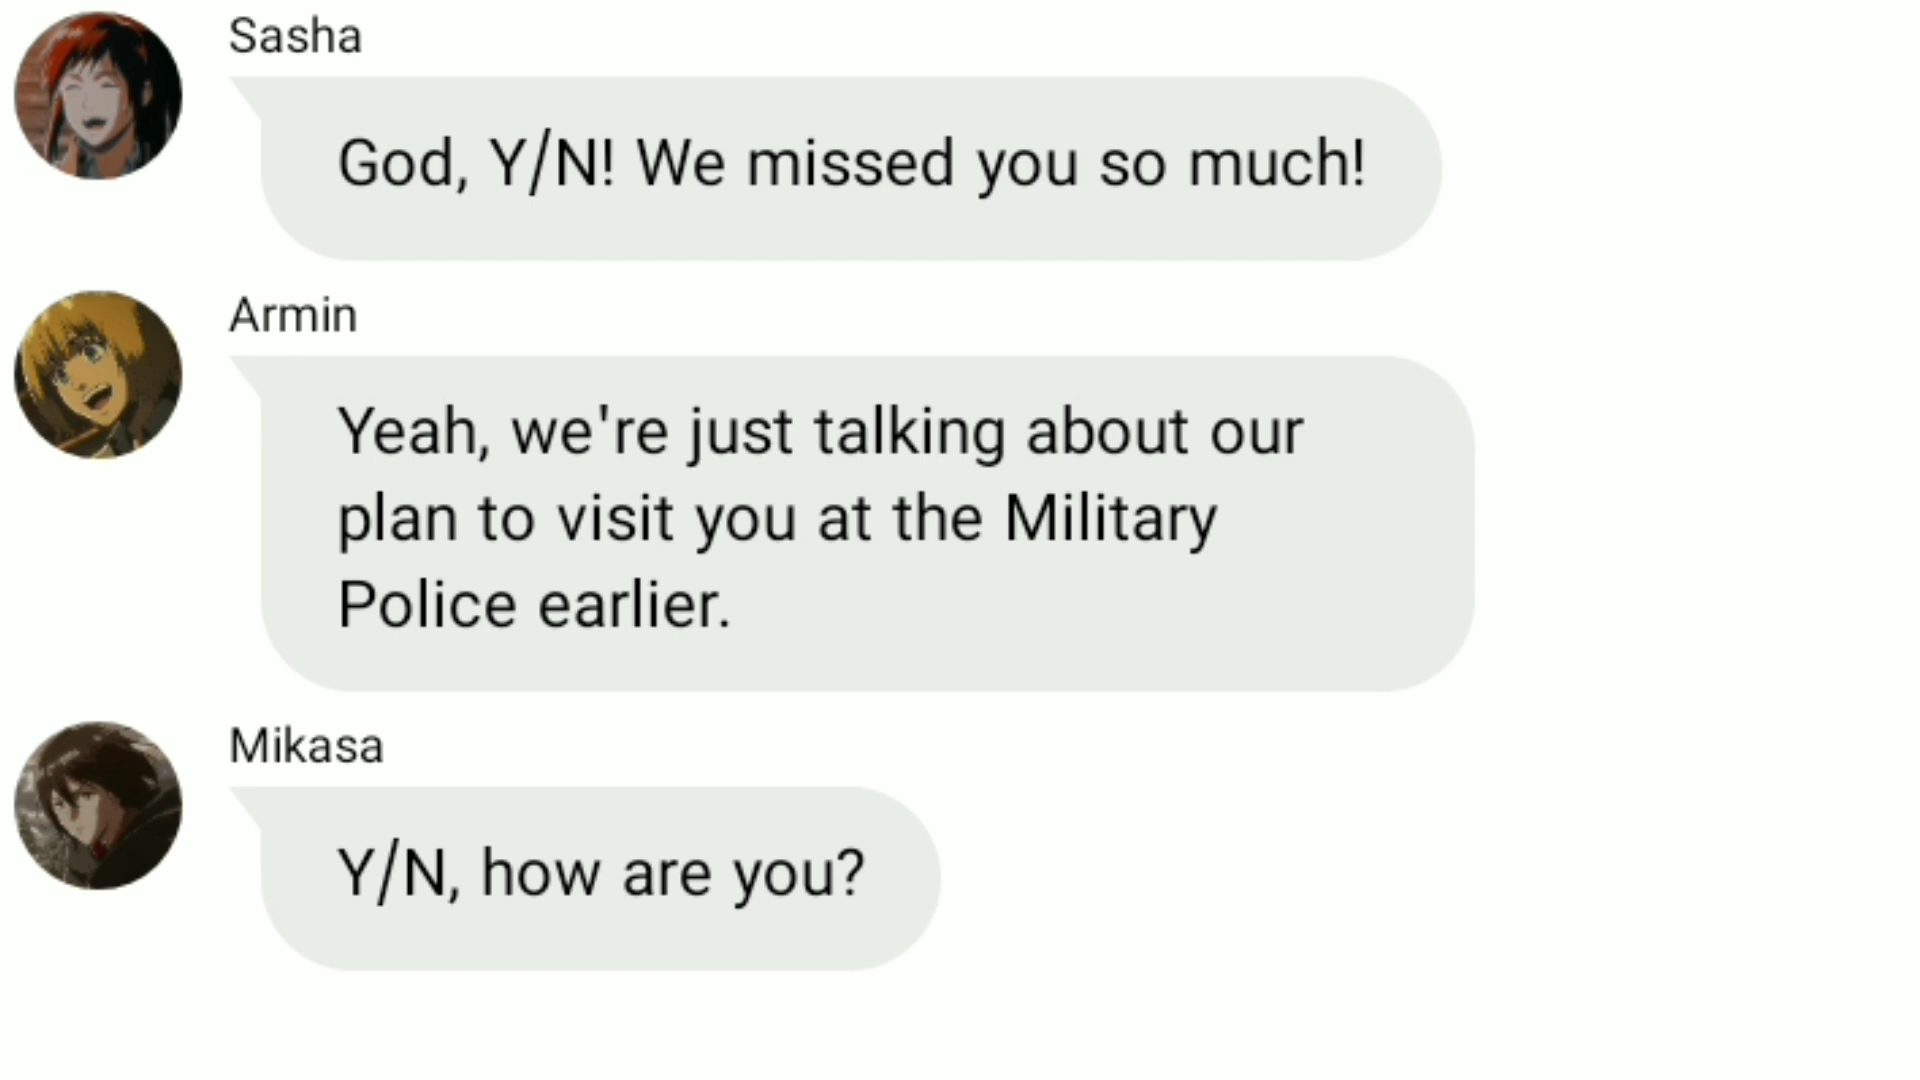 Sasha
God, Y/N! We missed you so much!
Armin
Yeah, we're just talking about our
plan to visit you at the Military
Police earlier.
Mikasa
Y/N, how are you?